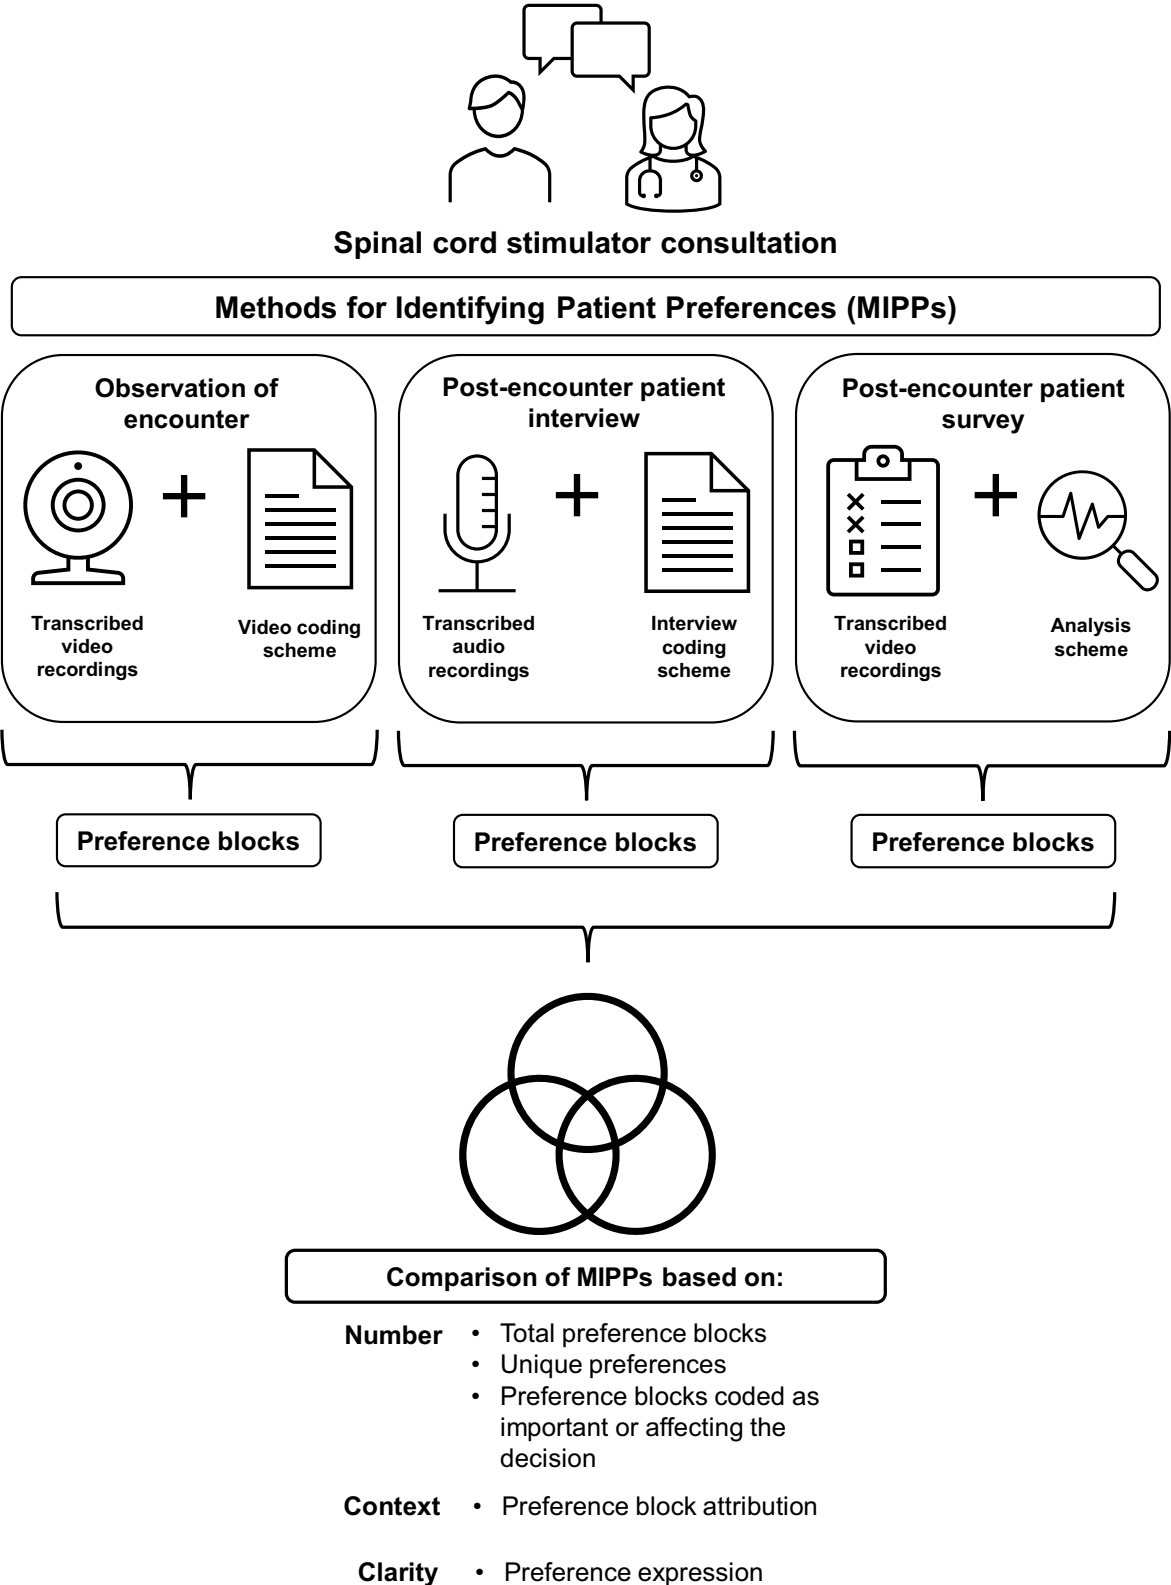 Spinal cord stimulator consultation
Methods for Identifying Patient Preferences (MIPPs)
Observation of
encounter
Transcribed
video
recordings
Video coding
scheme
Post-encounter patient
interview
Transcribed
audio
recordings
Interview
coding
scheme
Post-encounter patient
survey
Transcribed
video
recordings
Analysis
scheme
Preference blocks
Preference blocks
Preference blocks
Comparison of MIPPs based on:
Number • Total preference blocks
• Unique preferences
• Preference blocks coded as
important or affecting the
decision
Context • Preference block attribution
Clarity • Preference expression